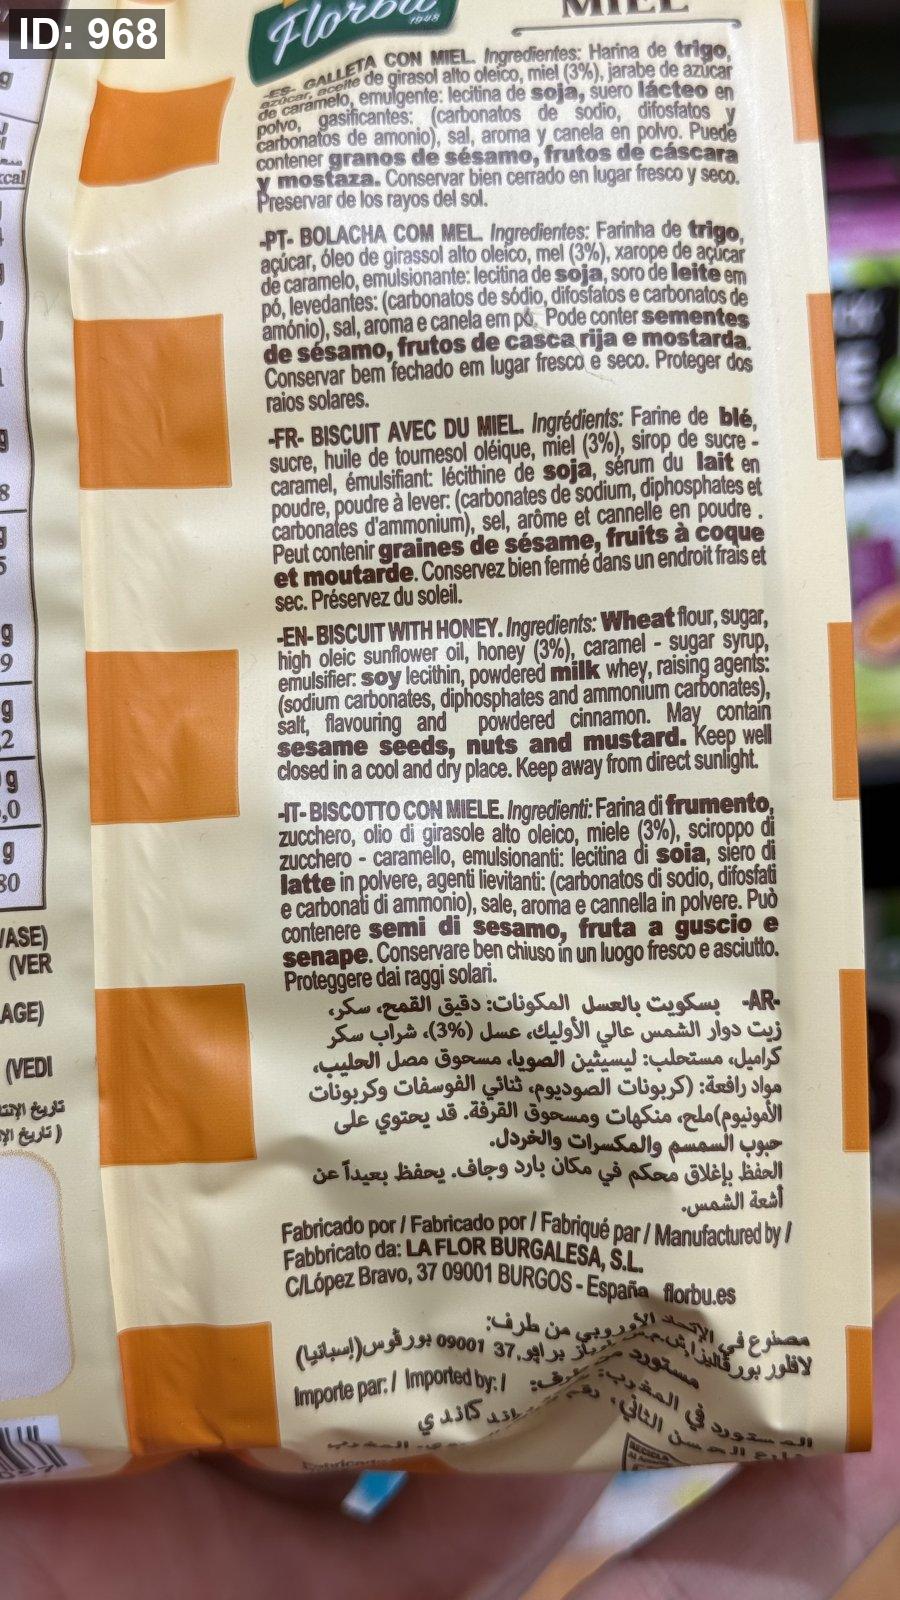 ID: 968
Florbu
1948
MIEL
-ES- GALLETA CON MIEL. Ingredientes: Harina de trigo,
azúcar, aceite de girasol alto oleico, miel (3%), jarabe de azúcar
de caramelo, emulgente: lecitina de soja, suero lácteo en
polvo, gasificantes: (carbonatos de sodio, difosfatos y
carbonatos de amonio), sal, aroma y canela en polvo. Puede
contener granos de sésamo, frutos de cáscara
y mostaza. Conservar bien cerrado en lugar fresco y seco.
Preservar de los rayos del sol.
-PT- BOLACHA COM MEL. Ingredientes: Farinha de trigo,
açúcar, óleo de girassol alto oleico, mel (3%), xarope de açúcar
de caramelo, emulsionante: lecitina de soja, soro de leite em
pó, levedantes: (carbonatos de sódio, difosfatos e carbonatos de
amónio), sal, aroma e canela em pó. Pode conter sementes
de sésamo, frutos de casca rija e mostarda.
Conservar bem fechado em lugar fresco e seco. Proteger dos
raios solares.
-FR- BISCUIT AVEC DU MIEL. Ingrédients: Farine de blé,
sucre, huile de tournesol oléique, miel (3%), sirop de sucre -
caramel, émulsifiant: lécithine de soja, sérum du lait en
poudre, poudre à lever: (carbonates de sodium, diphosphates et
carbonates d'ammonium), sel, arôme et cannelle en poudre .
Peut contenir graines de sésame, fruits à coque
et moutarde. Conservez bien fermé dans un endroit frais et
sec. Préservez du soleil.
-EN- BISCUIT WITH HONEY. Ingredients: Wheat flour, sugar,
high oleic sunflower oil, honey (3%), caramel - sugar syrup,
emulsifier: soy lecithin, powdered milk whey, raising agents:
(sodium carbonates, diphosphates and ammonium carbonates),
salt, flavouring and powdered cinnamon. May contain
sesame seeds, nuts and mustard. Keep well
closed in a cool and dry place. Keep away from direct sunlight.
-IT- BISCOTTO CON MIELE. Ingredienti: Farina di frumento,
zucchero, olio di girasole alto oleico, miele (3%), sciroppo di
zucchero - caramello, emulsionanti: lecitina di soia, siero di
latte in polvere, agenti lievitanti: (carbonatos di sodio, difosfati
e carbonati di ammonio), sale, aroma e cannella in polvere. Può
contenere semi di sesamo, fruta a guscio e
senape. Conservare ben chiuso in un luogo fresco e asciutto.
Proteggere dai raggi solari.
-AR- بسكويت بالعسل المكونات: دقيق القمح، سكر،
زيت دوار الشمس عالي الأوليك، عسل (3%)، شراب سكر
كراميل، مستحلب: ليسيثين الصويا، مسحوق مصل الحليب،
مواد رافعة: (كربونات الصوديوم، ثنائي الفوسفات وكربونات
الأمونيوم)ملح، منكهات ومسحوق القرفة. قد يحتوي على
حبوب السمسم والمكسرات والخردل.
الحفظ بإغلاق محكم في مكان بارد وجاف. يحفظ بعيداً عن
أشعة الشمس.
Fabricado por / Fabricado por / Fabriqué par / Manufactured by /
Fabbricato da: LA FLOR BURGALESA, S.L.
C/López Bravo, 37 09001 BURGOS - España florbu.es
مصنوع في الإتحاد الأوروبي من طرف:
37 09001 بورڨوس(إسبانيا)
Importe par: / Imported by: /
kcal
VASE)
(VER
AGE)
(VEDI
تاريخ